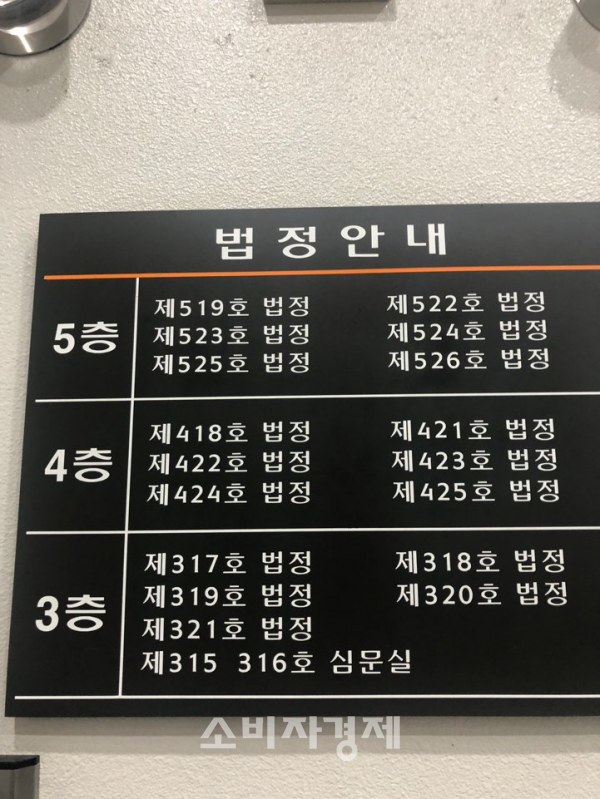 법정안내
5층
제519호 법정 제522호 법정
제523호 법정 제524호 법정
제525호 법정 제526호 법정
4층
제418호 법정 제421호 법정
제422호 법정 제423호 법정
제424호 법정 제425호 법정
3층
제317호 법정 제318호 법정
제319호 법정 제320호 법정
제321호 법정
제315 316호 심문실
소비자경제